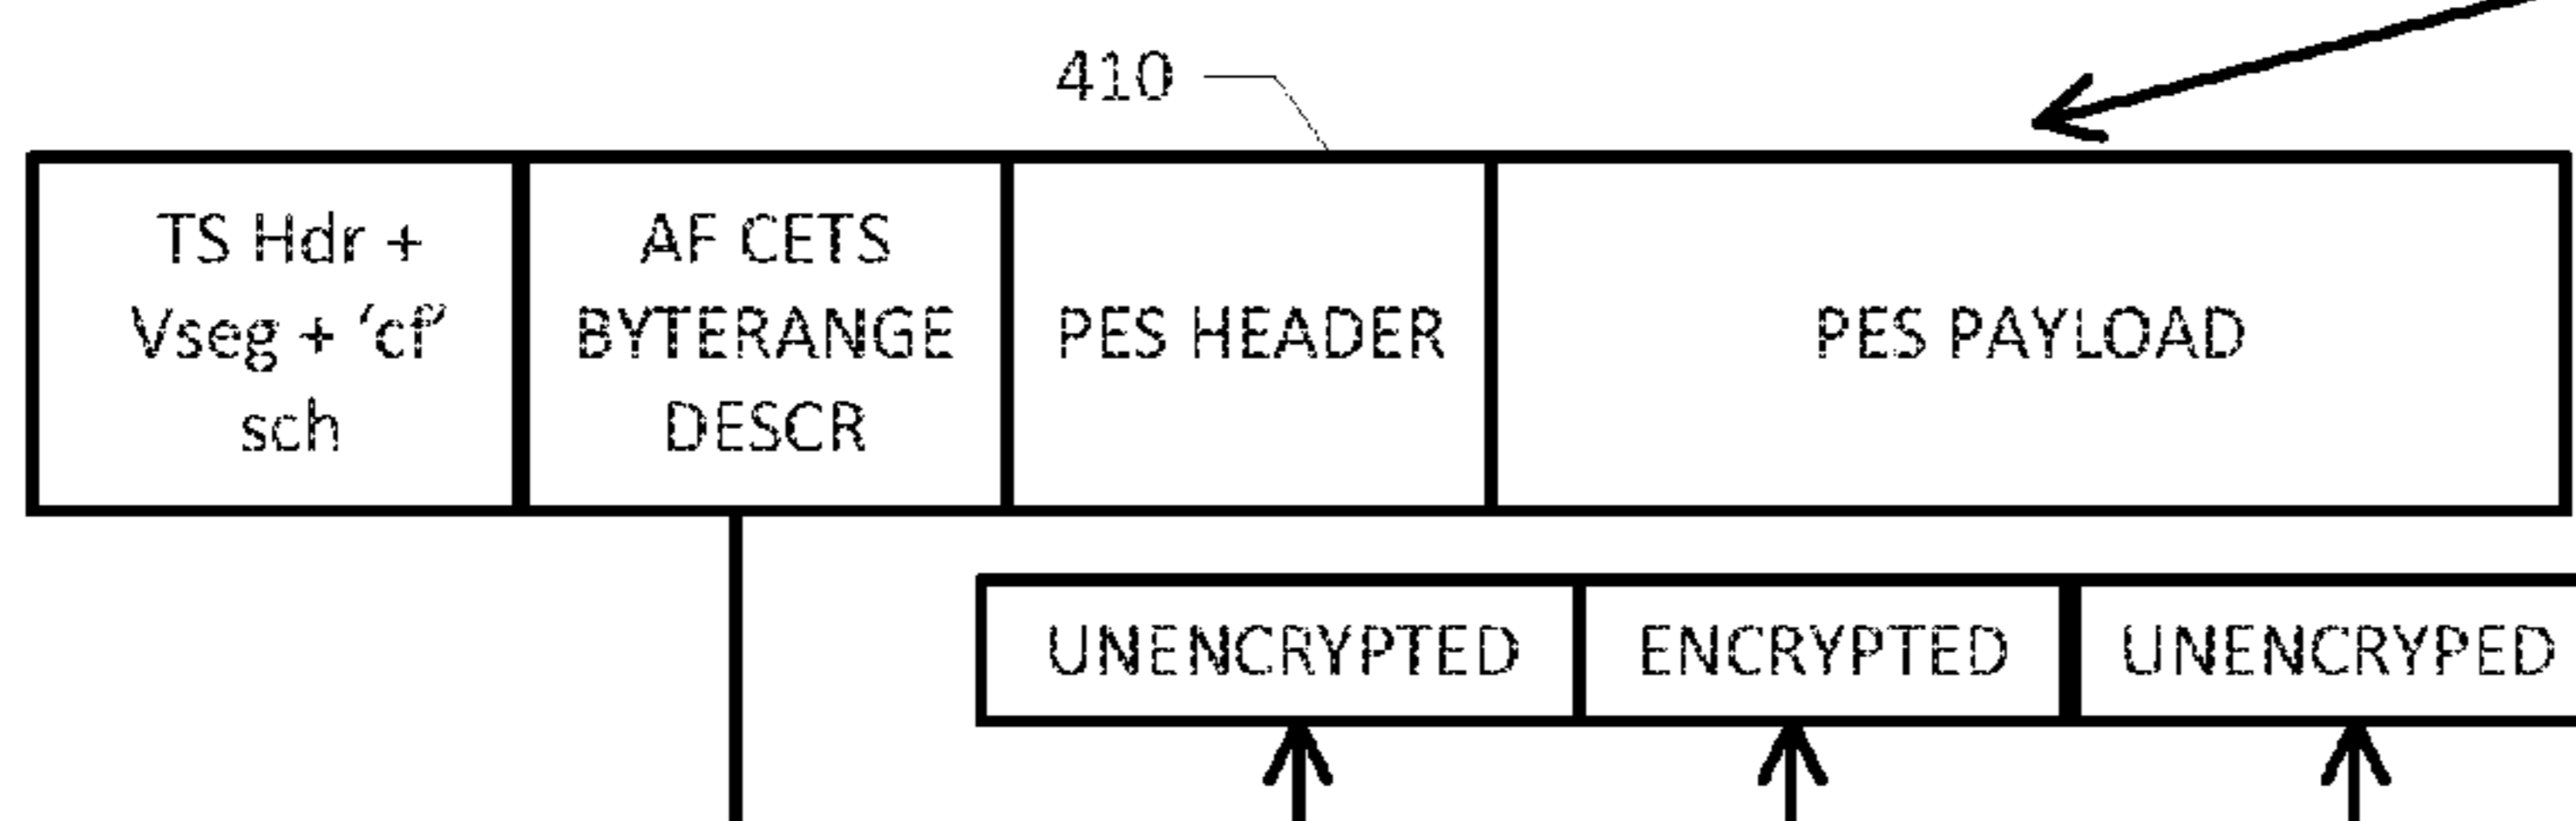 410
TS Hdr +
Vseg + ‘cf’
sch
AF CETS
BYTERANGE
DESCR
PES HEADER
PES PAYLOAD
UNENCRYPTED
ENCRYPTED
UNENCRYPED